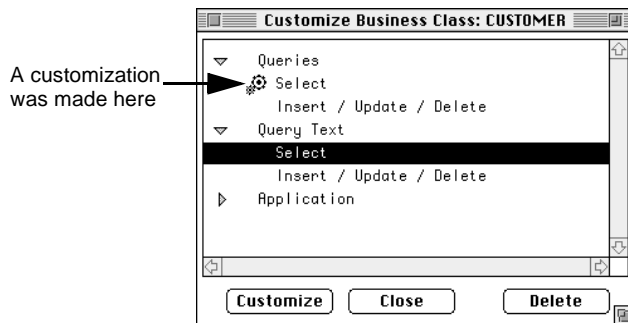 Customize Business Class: CUSTOMER
A customization
was made here
Queries
Select
Insert / Update / Delete
Query Text
Select
Insert / Update / Delete
Application
Customize
Close
Delete